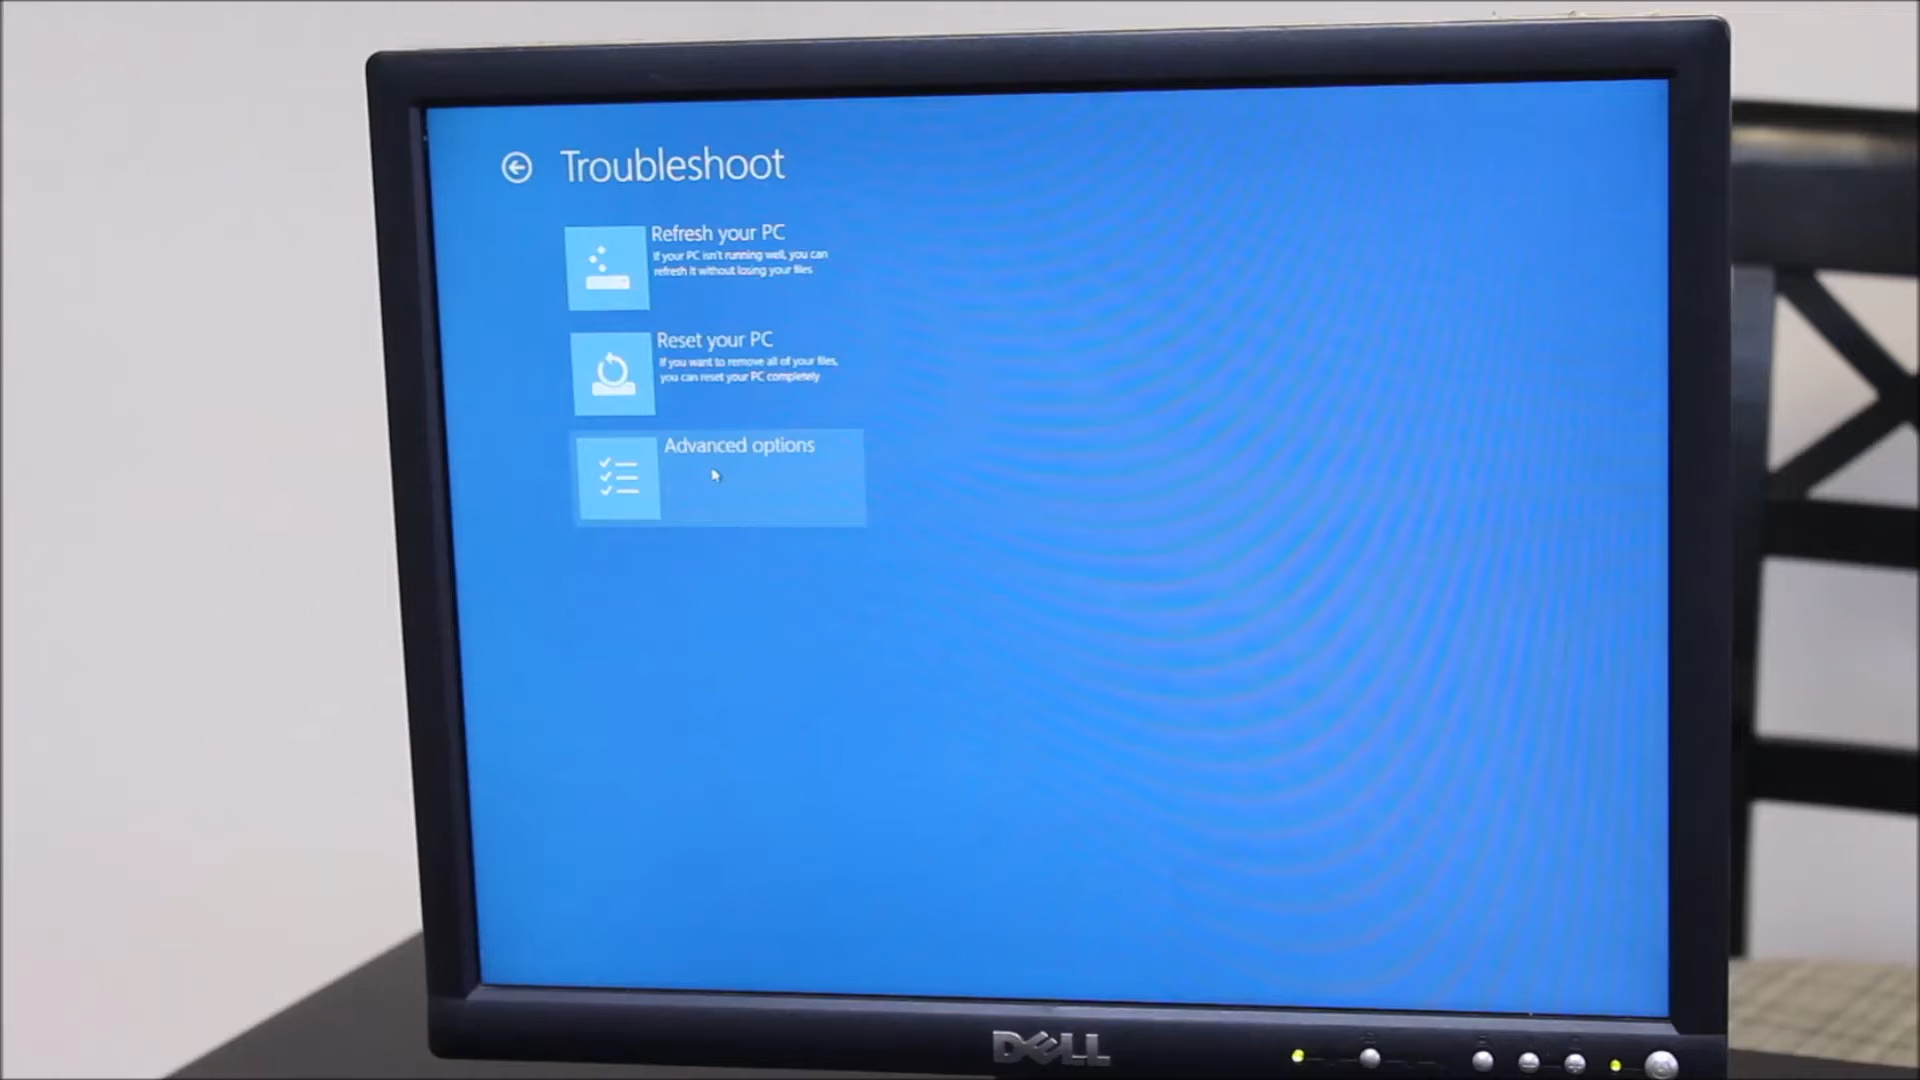 Troubleshoot
Refresh your PC
If your PC isn't running well, you can
refresh it without losing your files
Reset your PC
If you want to remove all of your files,
you can reset your PC completely
Advanced options
DELL